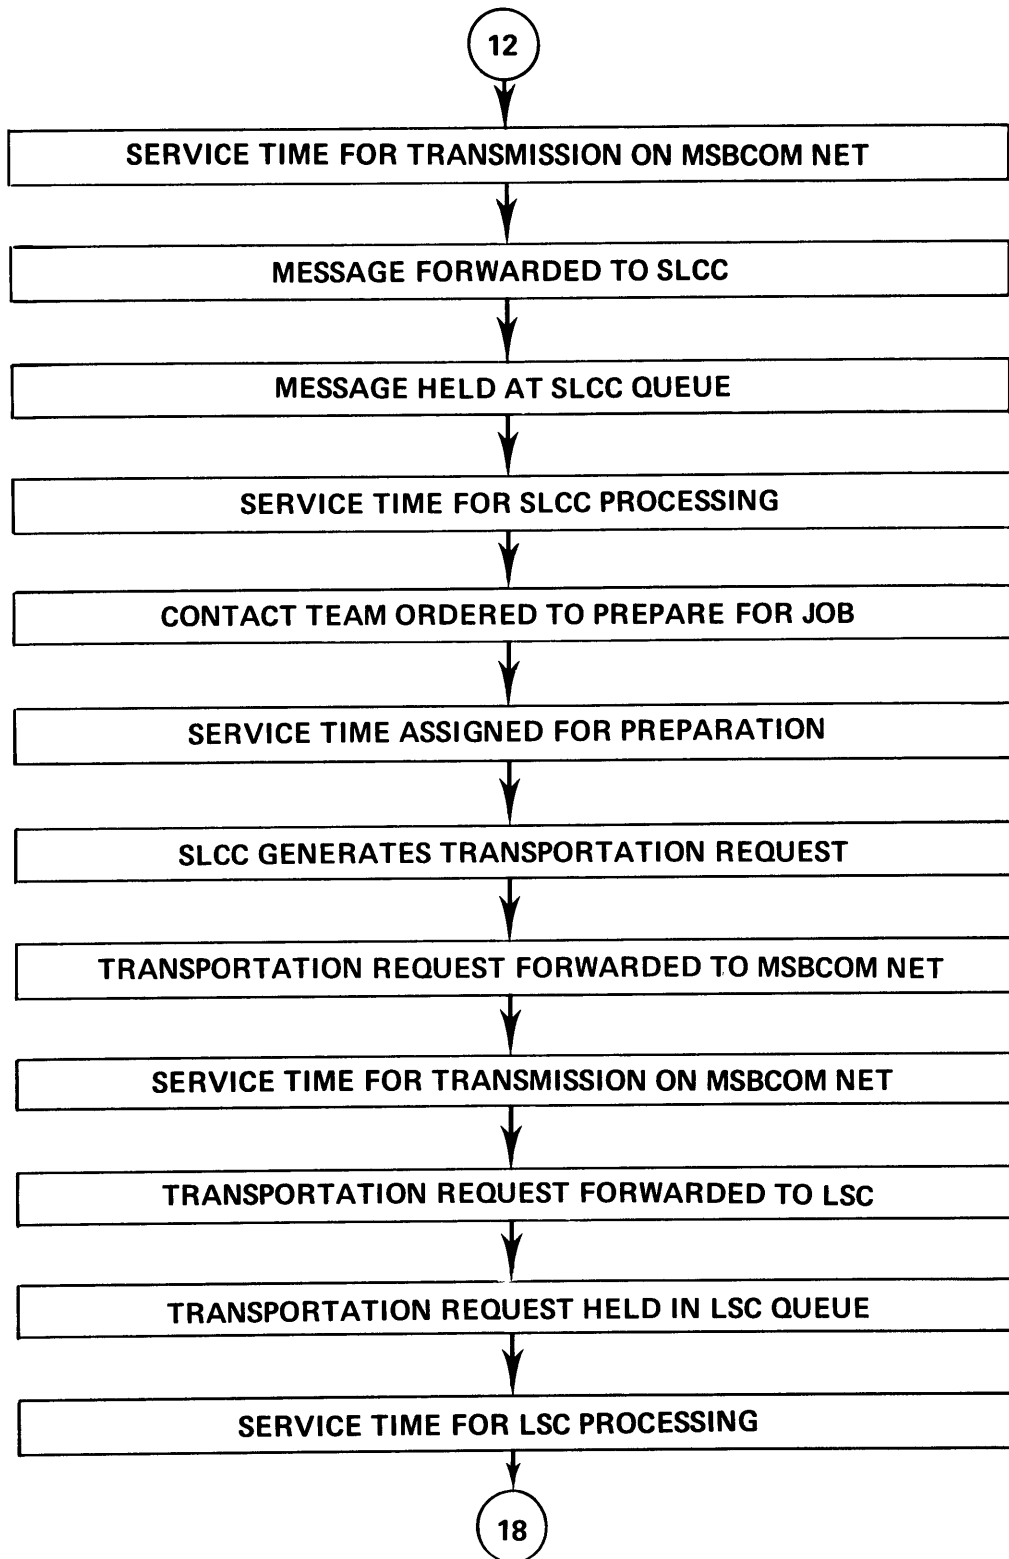 12
SERVICE TIME FOR TRANSMISSION ON MSBCOM NET
MESSAGE FORWARDED TO SLCC
MESSAGE HELD AT SLCC QUEUE
SERVICE TIME FOR SLCC PROCESSING
CONTACT TEAM ORDERED TO PREPARE FOR JOB
SERVICE TIME ASSIGNED FOR PREPARATION
SLCC GENERATES TRANSPORTATION REQUEST
TRANSPORTATION REQUEST FORWARDED TO MSBCOM NET
SERVICE TIME FOR TRANSMISSION ON MSBCOM NET
TRANSPORTATION REQUEST FORWARDED TO LSC
TRANSPORTATION REQUEST HELD IN LSC QUEUE
SERVICE TIME FOR LSC PROCESSING
18